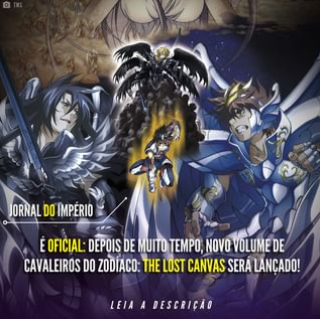 TMS
JORNAL DO IMPÉRIO
É OFICIAL: DEPOIS DE MUITO TEMPO, NOVO VOLUME DE
CAVALEIROS DO ZODÍACO: THE LOST CANVAS SERÁ LANÇADO!
LEIA A DESCRIÇÃO